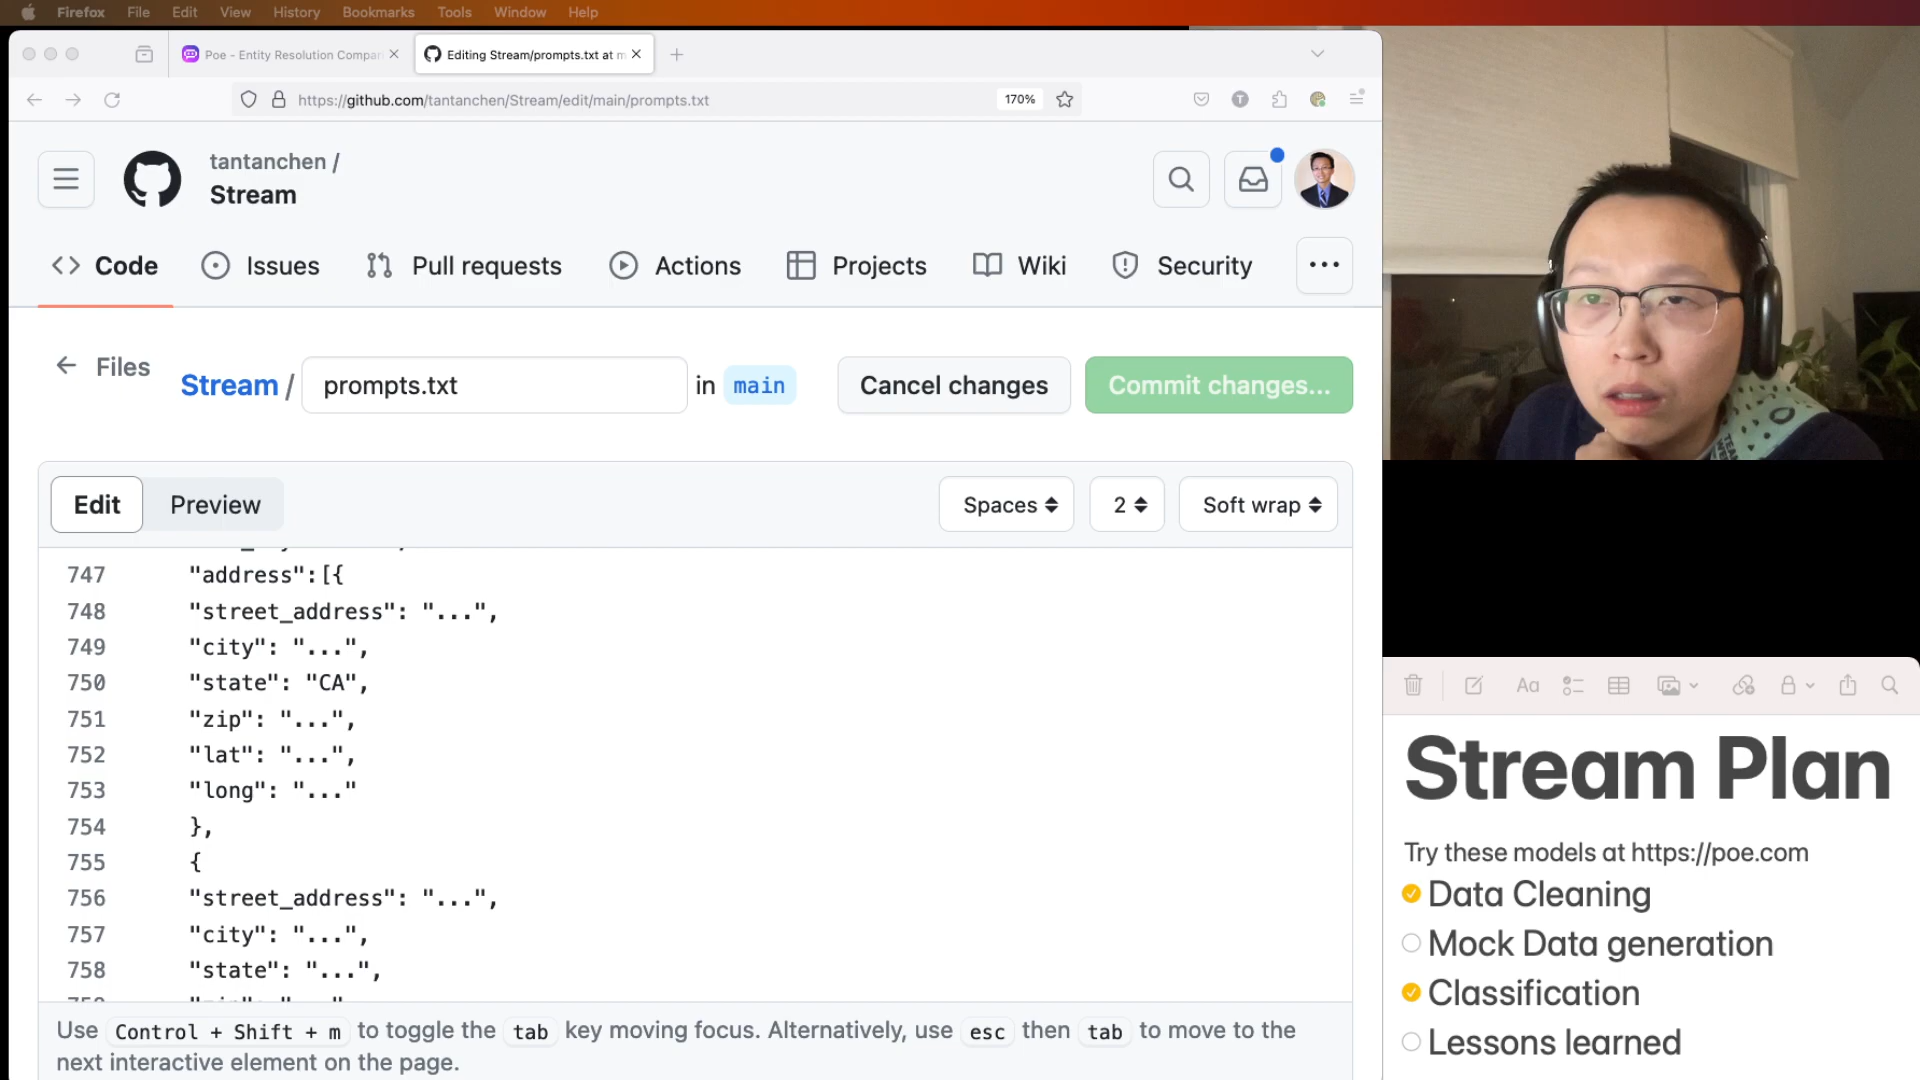 Firefox File Edit View History Bookmarks Tools Window Help
Poe - Entity Resolution Compar
Editing Stream/prompts.txt at m
https://github.com/tantanchen/Stream/edit/main/prompts.txt
170%
T
tantanchen /
Stream
Code
Issues
Pull requests
Actions
Projects
Wiki
Security
Files
Stream / prompts.txt in main
Cancel changes
Commit changes...
Edit
Preview
Spaces
2
Soft wrap
747 "address":[{
748 "street_address": "...",
749 "city": "...",
750 "state": "CA",
751 "zip": "...",
752 "lat": "...",
753 "long": "..."
754 },
755 {
756 "street_address": "...",
757 "city": "...",
758 "state": "...",
Use Control + Shift + m to toggle the tab key moving focus. Alternatively, use esc then tab to move to the
next interactive element on the page.
Aa
Stream Plan
Try these models at https://poe.com
Data Cleaning
Mock Data generation
Classification
Lessons learned